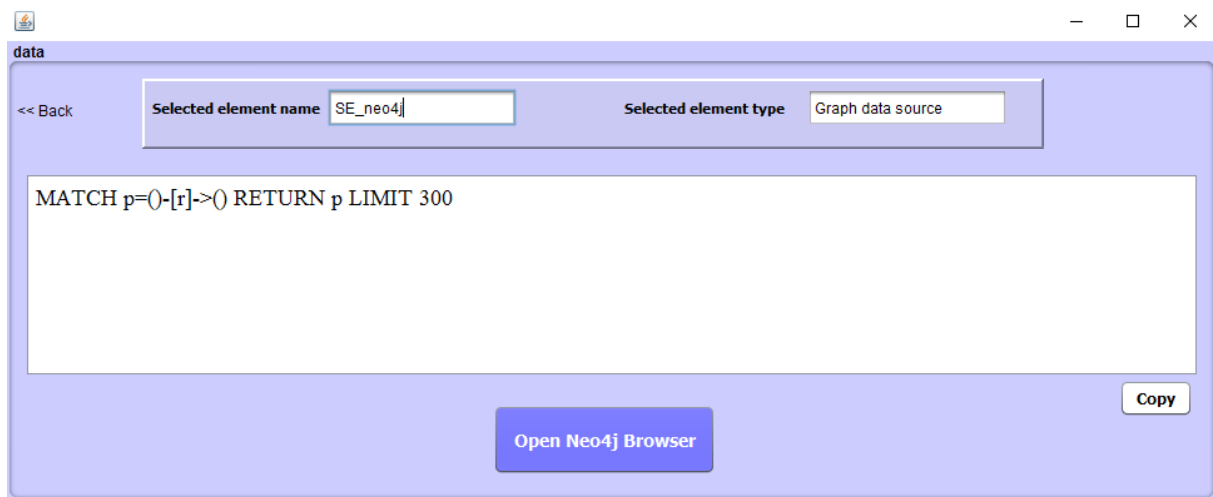 data
<< Back
Selected element name SE_neo4j
Selected element type Graph data source
MATCH p=()-[r]->() RETURN p LIMIT 300
Copy
Open Neo4j Browser